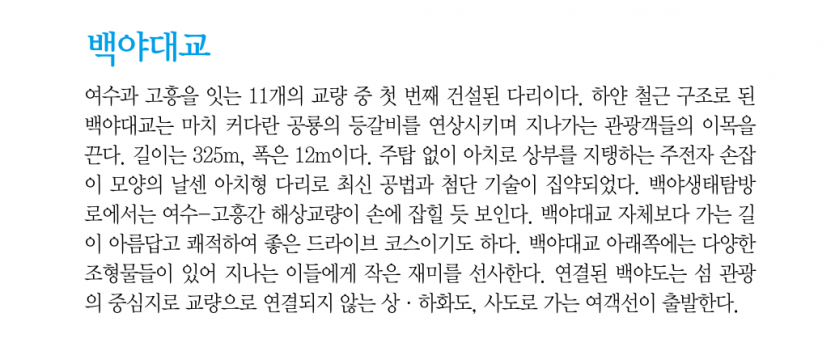 백야대교
여수과 고흥을 잇는 11개의 교량 중 첫 번째 건설된 다리이다. 하얀 철근 구조로 된
백야대교는 마치 커다란 공룡의 등갈비를 연상시키며 지나가는 관광객들의 이목을
끈다. 길이는 325m, 폭은 12m이다. 주탑 없이 아치로 상부를 지탱하는 주전자 손잡
이 모양의 날센 아치형 다리로 최신 공법과 첨단 기술이 집약되었다. 백야생태탐방
로에서는 여수-고흥간 해상교량이 손에 잡힐 듯 보인다. 백야대교 자체보다 가는 길
이 아름답고 쾌적하여 좋은 드라이브 코스이기도 하다. 백야대교 아래쪽에는 다양한
조형물들이 있어 지나는 이들에게 작은 재미를 선사한다. 연결된 백야도는 섬 관광
의 중심지로 교량으로 연결되지 않는 상·하화도, 사도로 가는 여객선이 출발한다.